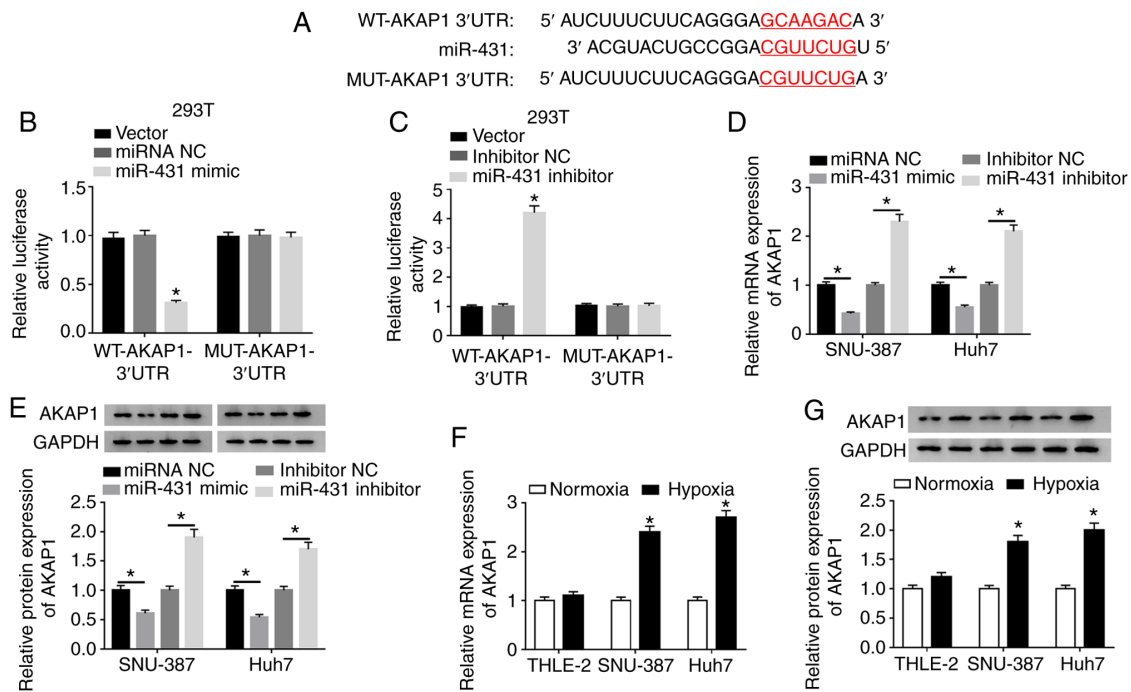 A
WT-AKAP1 3′UTR: 5′ AUCUUUCUUCAGGGAGCAAGACA 3′
miR-431: 3′ ACGUACUGCCGGACGUUCUGU 5′
MUT-AKAP1 3′UTR: 5′ AUCUUUCUUCAGGGACGUUCUGA 3′
B
293T
Vector
miRNA NC
miR-431 mimic
Relative luciferase
activity
1.5
1.0
0.5
0.0
*
WT-AKAP1-
3′UTR
MUT-AKAP1-
3′UTR
C
293T
Vector
Inhibitor NC
miR-431 inhibitor
Relative luciferase
activity
5
4
3
2
1
0
*
WT-AKAP1-
3′UTR
MUT-AKAP1-
3′UTR
D
miRNA NC
miR-431 mimic
Inhibitor NC
miR-431 inhibitor
Relative mRNA expression
of AKAP1
3
2
1
0
*
*
*
*
SNU-387
Huh7
E
AKAP1
GAPDH
miRNA NC
miR-431 mimic
Inhibitor NC
miR-431 inhibitor
Relative protein expression
of AKAP1
2.5
2.0
1.5
1.0
0.5
0.0
*
*
*
*
SNU-387
Huh7
F
Normoxia
Hypoxia
Relative mRNA expression
of AKAP1
3
2
1
0
*
*
THLE-2
SNU-387
Huh7
G
AKAP1
GAPDH
Normoxia
Hypoxia
Relative protein expression
of AKAP1
2.5
2.0
1.5
1.0
0.5
0.0
*
*
THLE-2
SNU-387
Huh7